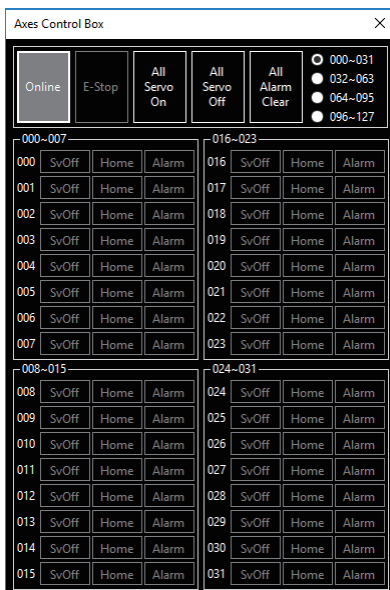 Axes Control Box
Online
E-Stop
All
Servo
On
All
Servo
Off
All
Alarm
Clear
000~031
032~063
064~095
096~127
000~007
000 SvOff Home Alarm
001 SvOff Home Alarm
002 SvOff Home Alarm
003 SvOff Home Alarm
004 SvOff Home Alarm
005 SvOff Home Alarm
006 SvOff Home Alarm
007 SvOff Home Alarm
016~023
016 SvOff Home Alarm
017 SvOff Home Alarm
018 SvOff Home Alarm
019 SvOff Home Alarm
020 SvOff Home Alarm
021 SvOff Home Alarm
022 SvOff Home Alarm
023 SvOff Home Alarm
008~015
008 SvOff Home Alarm
009 SvOff Home Alarm
010 SvOff Home Alarm
011 SvOff Home Alarm
012 SvOff Home Alarm
013 SvOff Home Alarm
014 SvOff Home Alarm
015 SvOff Home Alarm
024~031
024 SvOff Home Alarm
025 SvOff Home Alarm
026 SvOff Home Alarm
027 SvOff Home Alarm
028 SvOff Home Alarm
029 SvOff Home Alarm
030 SvOff Home Alarm
031 SvOff Home Alarm